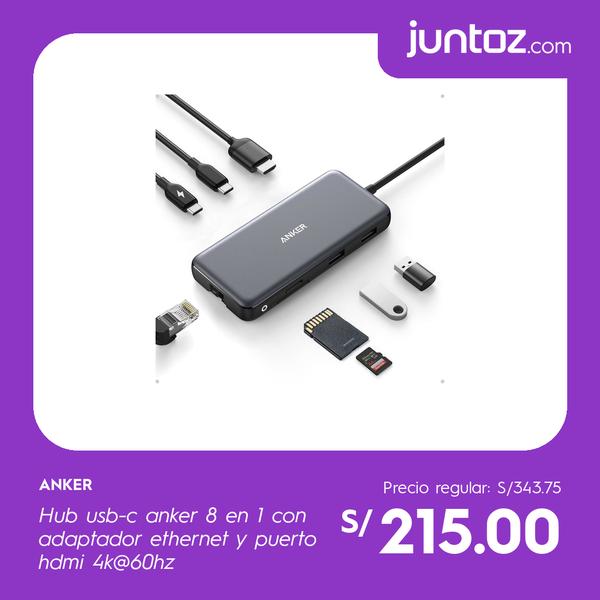 juntoz.com
ANKER
ANKER
Hub usb-c anker 8 en 1 con
adaptador ethernet y puerto
hdmi 4k@60hz
Precio regular: S/343.75
S/215.00